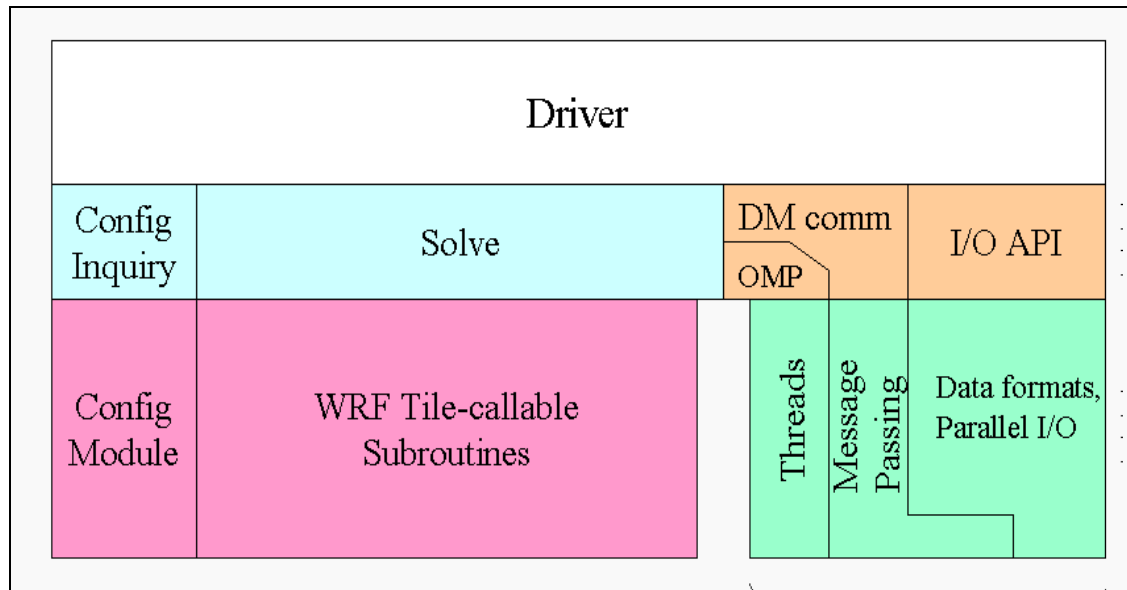 Driver
Config
Inquiry
Solve
DM comm
OMP
I/O API
Config
Module
WRF Tile-callable
Subroutines
Threads
Message
Passing
Data formats,
Parallel I/O